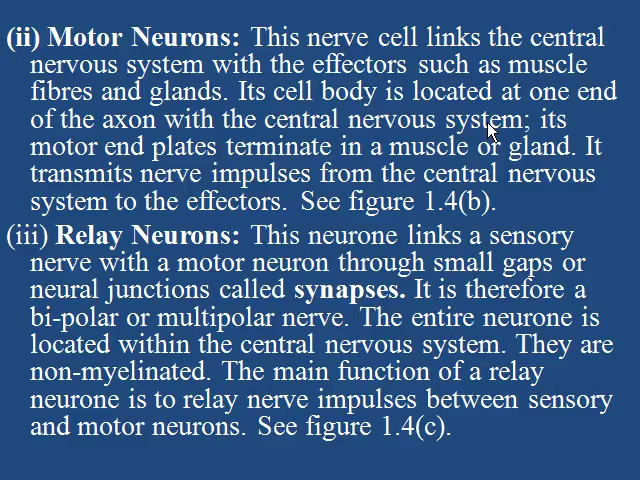 (ii) Motor Neurons: This nerve cell links the central
nervous system with the effectors such as muscle
fibres and glands. Its cell body is located at one end
of the axon with the central nervous system; its
motor end plates terminate in a muscle or gland. It
transmits nerve impulses from the central nervous
system to the effectors. See figure 1.4(b).
(iii) Relay Neurons: This neurone links a sensory
nerve with a motor neuron through small gaps or
neural junctions called synapses. It is therefore a
bi-polar or multipolar nerve. The entire neurone is
located within the central nervous system. They are
non-myelinated. The main function of a relay
neurone is to relay nerve impulses between sensory
and motor neurons. See figure 1.4(c).